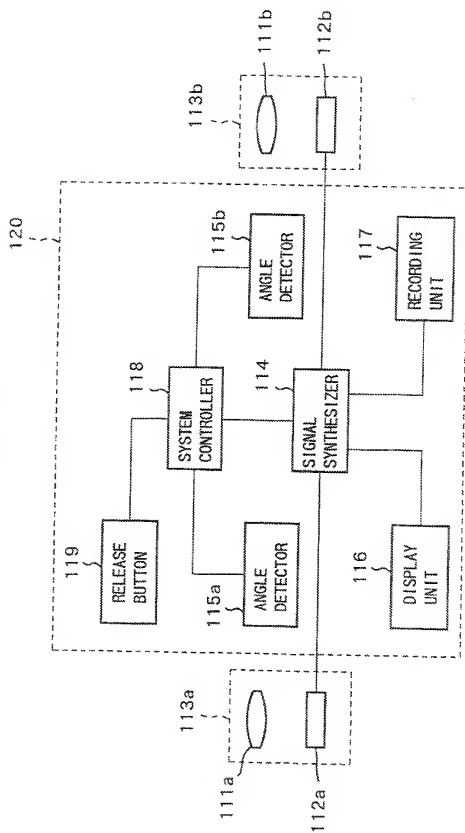 120
119
RELEASE
BUTTON
118
SYSTEM
CONTROLLER
115a
ANGLE
DETECTOR
115b
ANGLE
DETECTOR
114
SIGNAL
SYNTHESIZER
116
DISPLAY
UNIT
117
RECORDING
UNIT
113a
111a
112a
113b
111b
112b